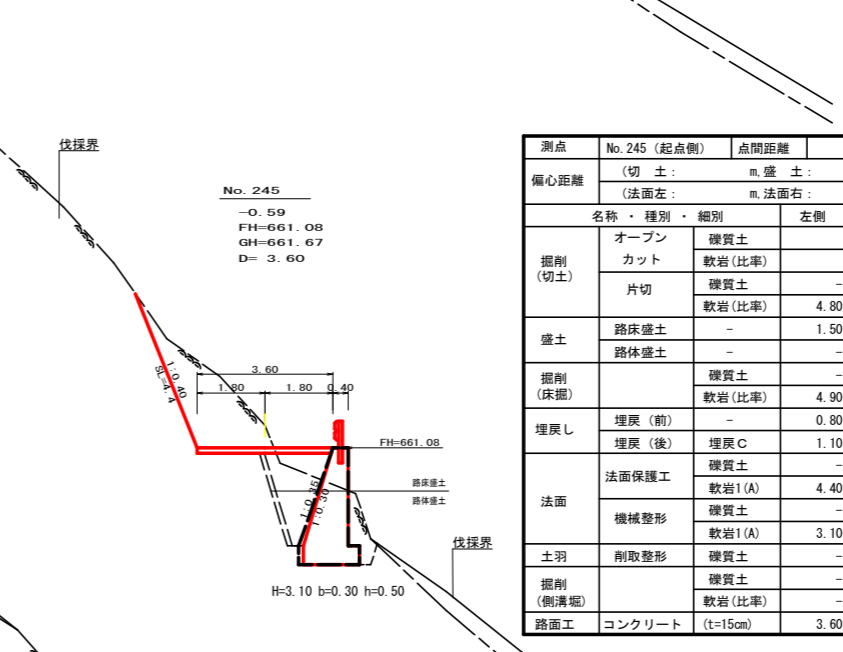 伐採界
No. 245
-0.59
FH=661.08
GH=661.67
D= 3.60
3.60
1.80 1.80 0.40
1:0.40
SL=4.4
FH=661.08
路床盛土
路体盛土
1:0.35
1:0.30
伐採界
H=3.10 b=0.30 h=0.50
測点 No.245 (起点側) 点間距離
偏心距離 (切 土: m,盛 土:
(法面左: m,法面右:
名称 ・ 種別 ・ 細別 左側
掘削 (切土) オープンカット 礫質土
軟岩(比率)
片切 礫質土 -
軟岩(比率) 4.80
盛土 路床盛土 - 1.50
路体盛土 - -
掘削 (床掘) 礫質土 -
軟岩(比率) 4.90
埋戻し 埋戻(前) - 0.80
埋戻(後) 埋戻C 1.10
法面 法面保護工 礫質土 -
軟岩1(A) 4.40
機械整形 礫質土 -
軟岩1(A) 3.10
土羽 削取整形 礫質土 -
掘削 (側溝堀) 礫質土 -
軟岩(比率) -
路面工 コンクリート (t=15cm) 3.60